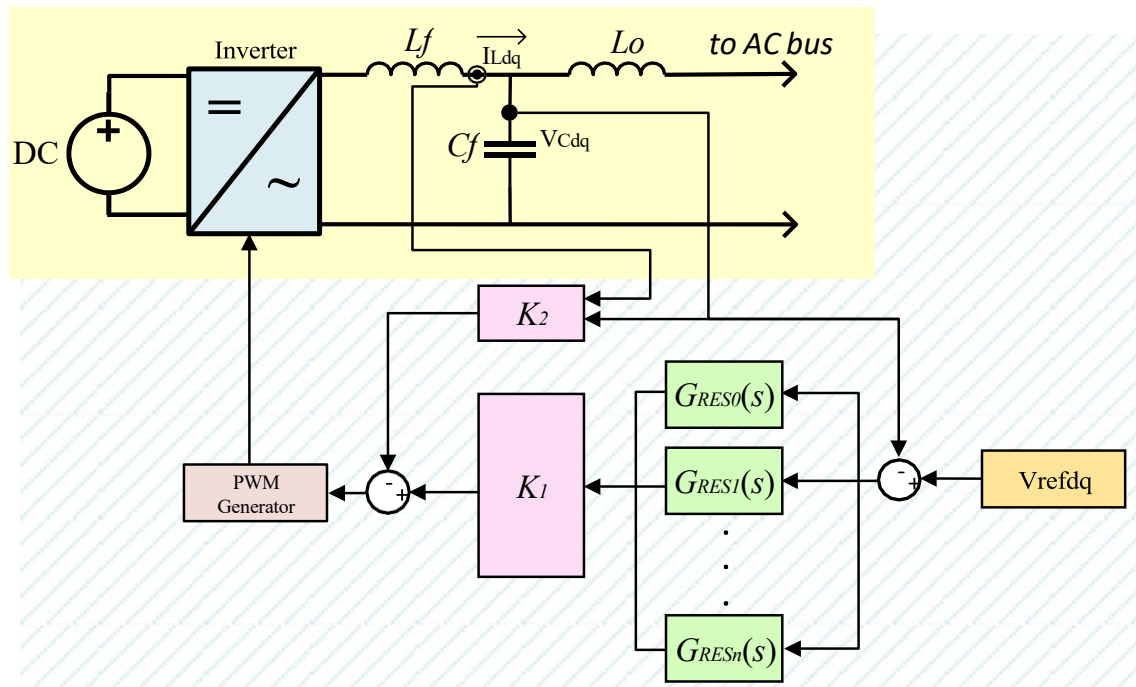 Inverter
Lf
ILdq
Lo
to AC bus
DC
+
=
~
Cf
VCdq
K2
GRES0(s)
K1
GRES1(s)
PWM
Generator
-
+
-
+
Vrefdq
.
.
.
GRESn(s)